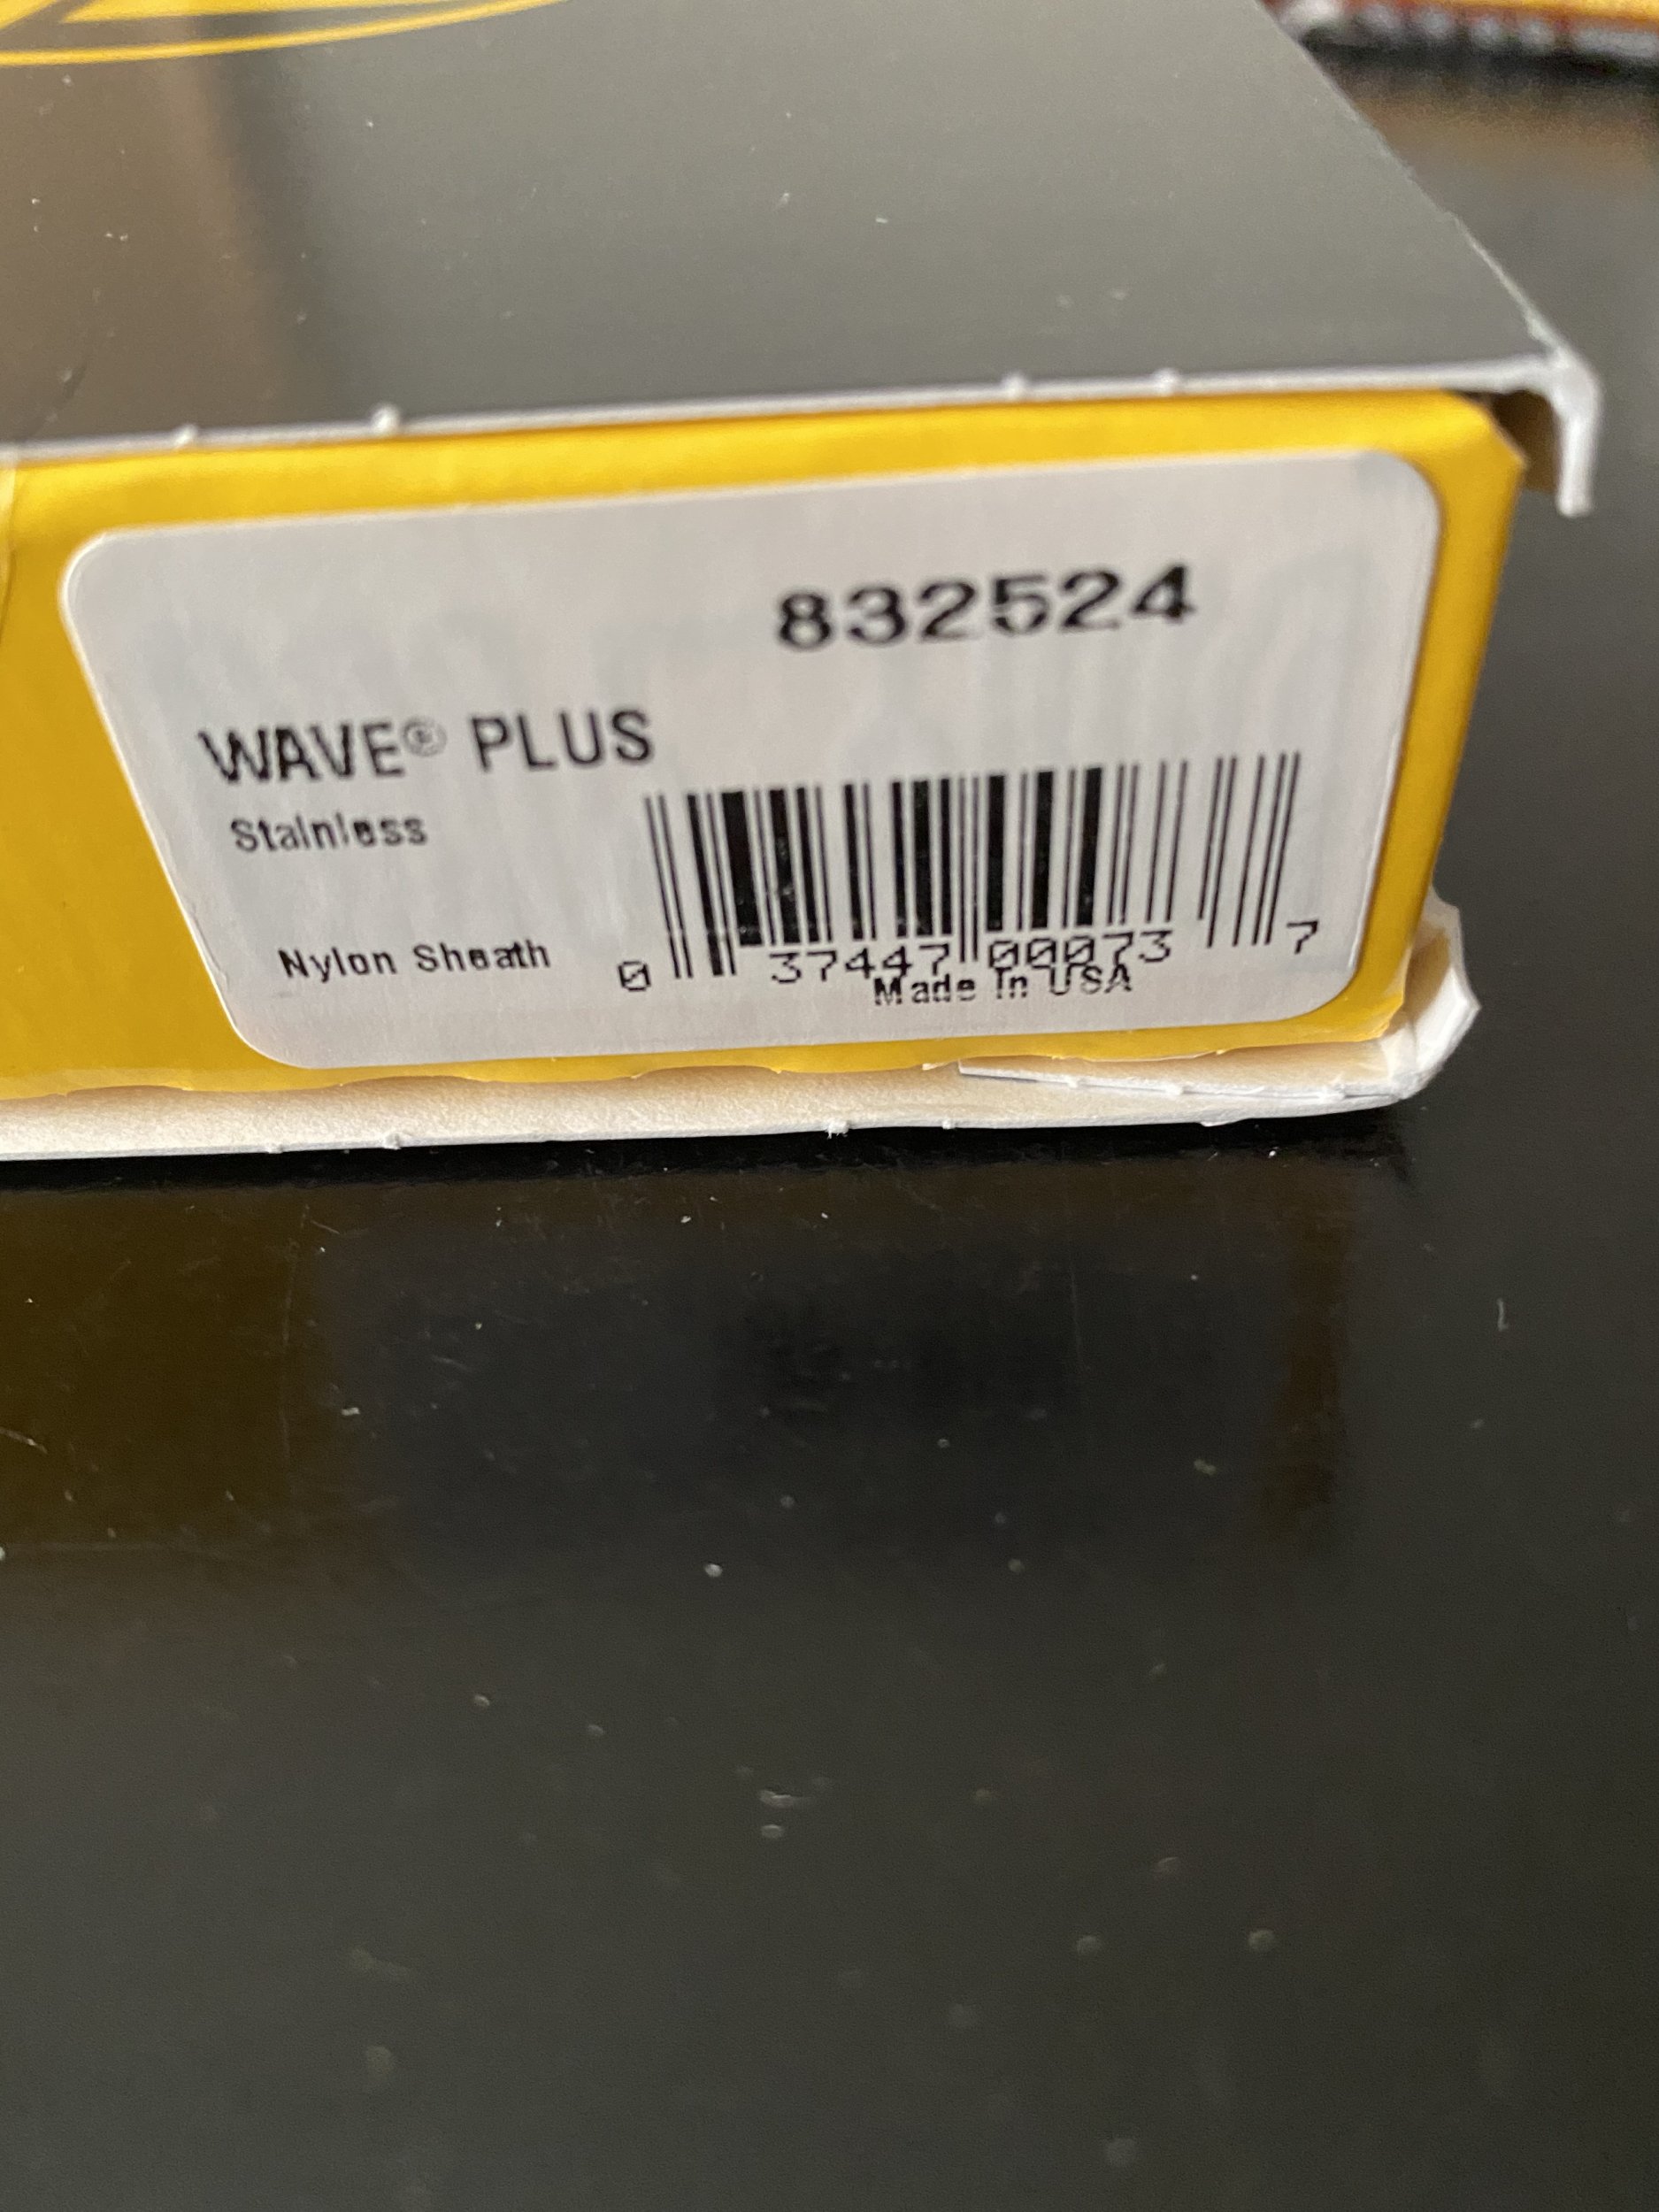 832524
WAVE® PLUS
Stainless
Nylon Sheath
0 37447 00073 7
Made In USA